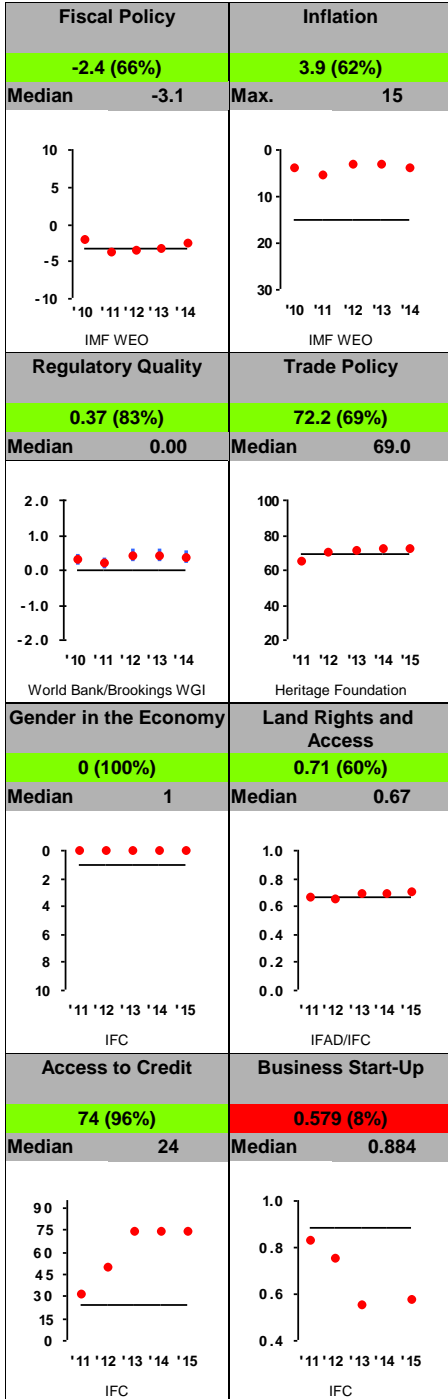 Fiscal Policy
-2.4 (66%)
Median -3.1
10
5
0
-5
-10
'10 '11 '12 '13 '14
IMF WEO
Inflation
3.9 (62%)
Max. 15
0
10
20
30
'10 '11 '12 '13 '14
IMF WEO
Regulatory Quality
0.37 (83%)
Median 0.00
2.0
1.0
0.0
-1.0
-2.0
'10 '11 '12 '13 '14
World Bank/Brookings WGI
Trade Policy
72.2 (69%)
Median 69.0
100
80
60
40
20
'11 '12 '13 '14 '15
Heritage Foundation
Gender in the Economy
0 (100%)
Median 1
0
2
4
6
8
10
'11 '12 '13 '14 '15
IFC
Land Rights and
Access
0.71 (60%)
Median 0.67
1.0
0.8
0.6
0.4
0.2
0.0
'11 '12 '13 '14 '15
IFAD/IFC
Access to Credit
74 (96%)
Median 24
90
75
60
45
30
15
0
'11 '12 '13 '14 '15
IFC
Business Start-Up
0.579 (8%)
Median 0.884
1.0
0.8
0.6
0.4
'11 '12 '13 '14 '15
IFC